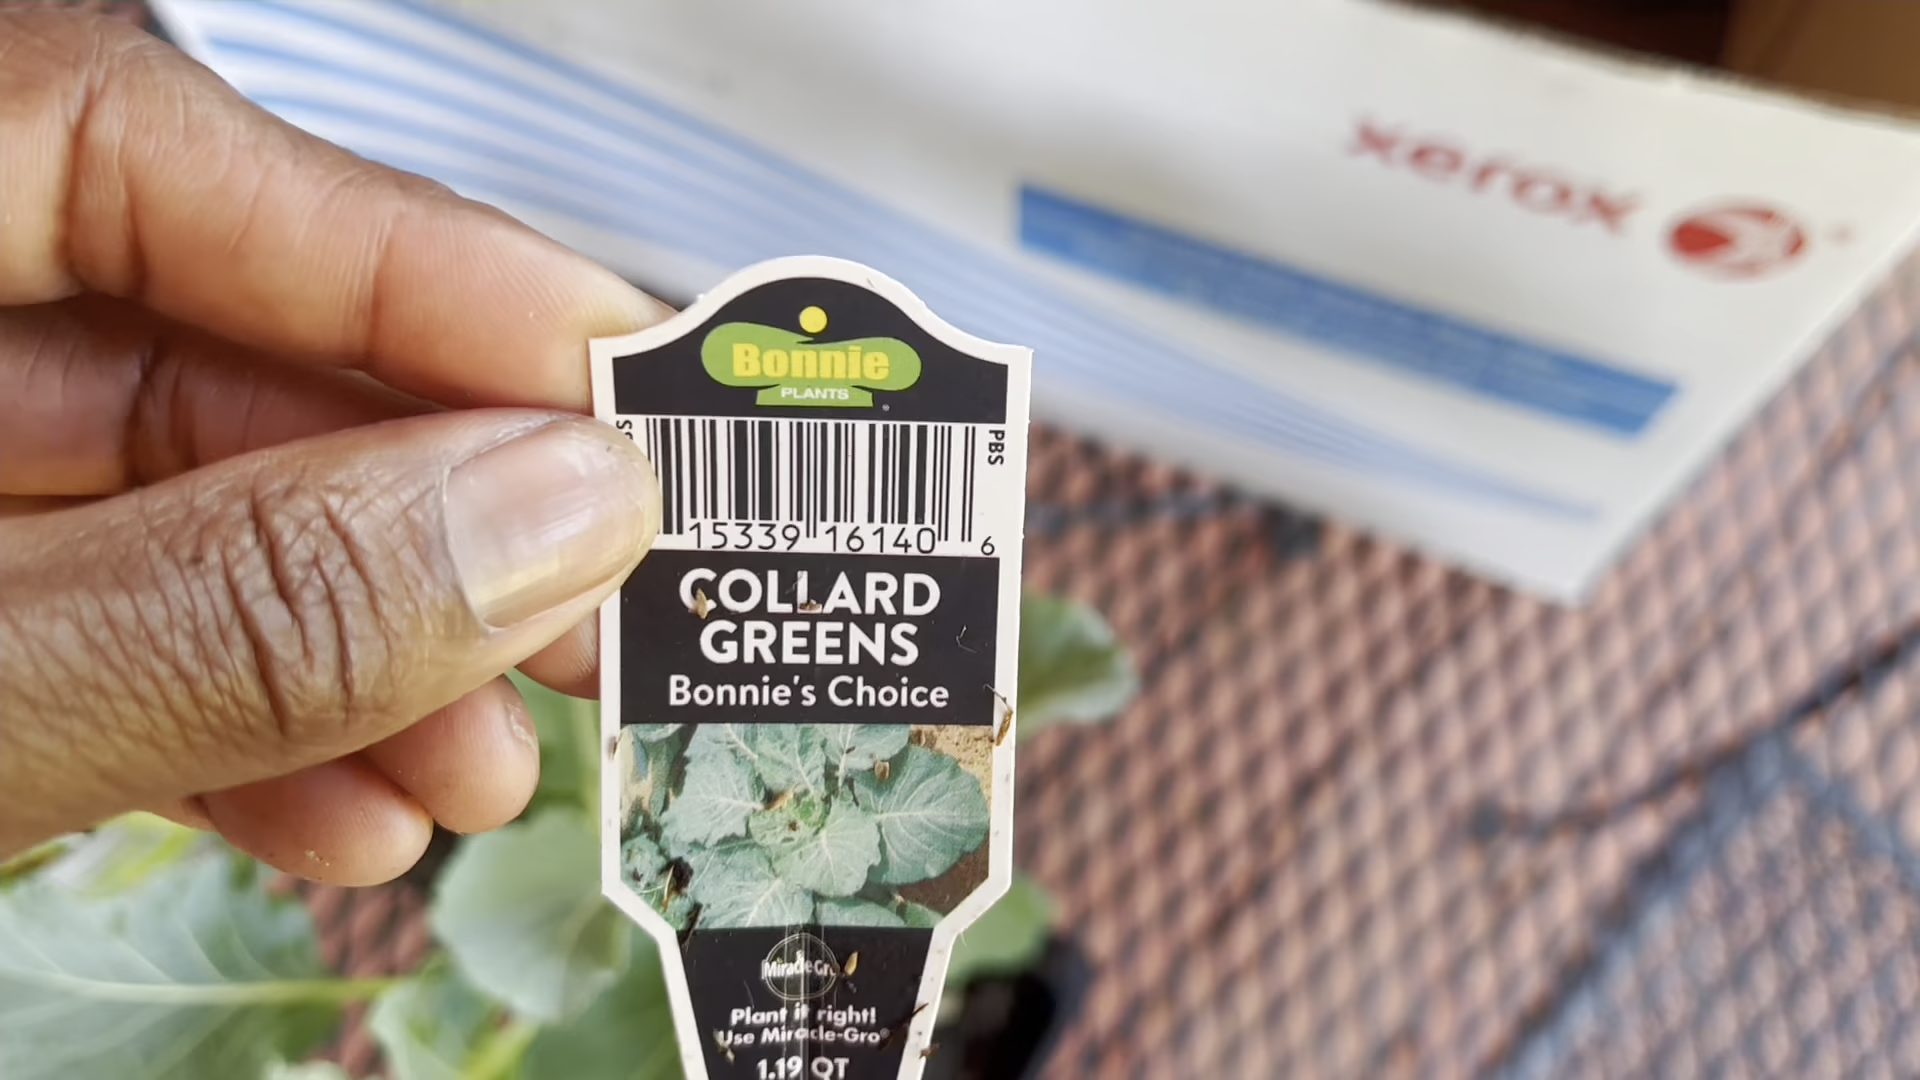 xerox
Bonnie
PLANTS
PBS
15339 16140 6
COLLARD
GREENS
Bonnie's Choice
Plant it right!
Use Miracle-Gro®
1.19 QT